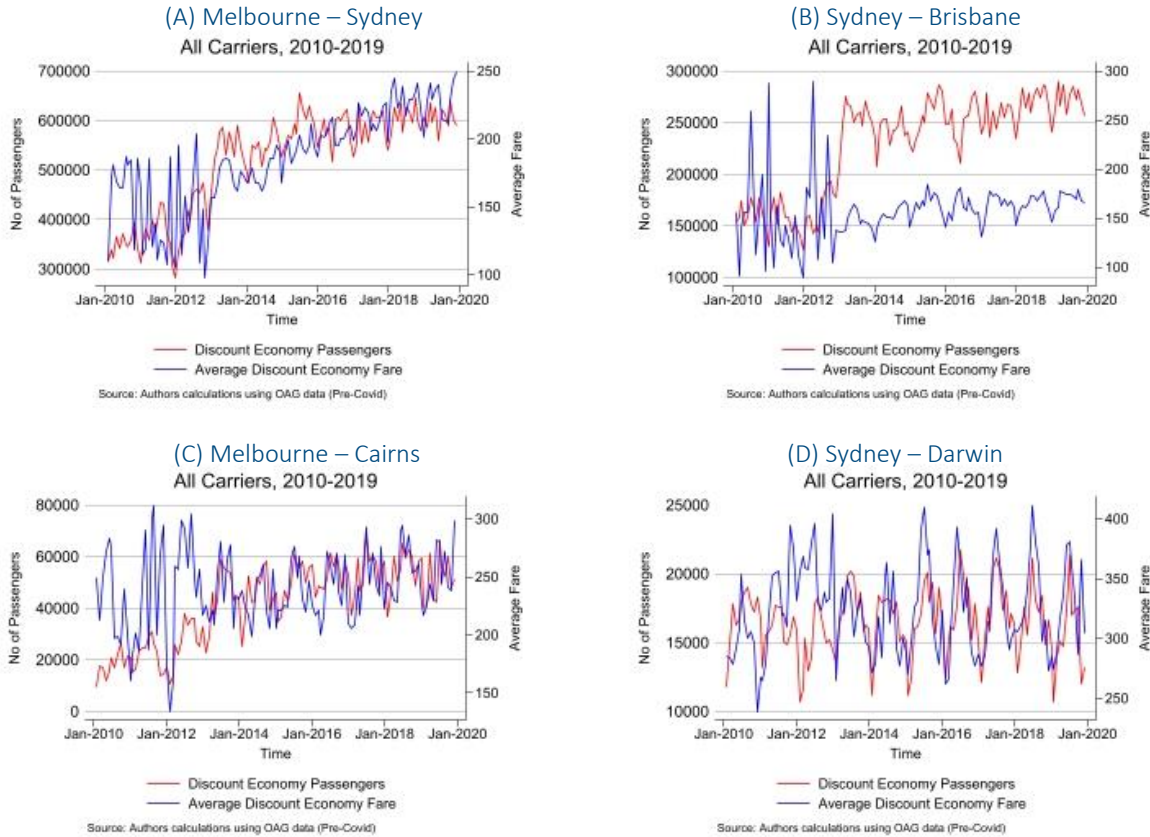 (A) Melbourne – Sydney
All Carriers, 2010-2019
700000
600000
500000
400000
300000
No of Passengers
250
200
150
100
Average Fare
Jan-2010 Jan-2012 Jan-2014 Jan-2016 Jan-2018 Jan-2020
Time
Discount Economy Passengers
Average Discount Economy Fare
Source: Authors calculations using OAG data (Pre-Covid)
(B) Sydney – Brisbane
All Carriers, 2010-2019
300000
250000
200000
150000
100000
No of Passengers
300
250
200
150
100
Average Fare
Jan-2010 Jan-2012 Jan-2014 Jan-2016 Jan-2018 Jan-2020
Time
Discount Economy Passengers
Average Discount Economy Fare
Source: Authors calculations using OAG data (Pre-Covid)
(C) Melbourne – Cairns
All Carriers, 2010-2019
80000
60000
40000
20000
0
No of Passengers
300
250
200
150
Average Fare
Jan-2010 Jan-2012 Jan-2014 Jan-2016 Jan-2018 Jan-2020
Time
Discount Economy Passengers
Average Discount Economy Fare
Source: Authors calculations using OAG data (Pre-Covid)
(D) Sydney – Darwin
All Carriers, 2010-2019
25000
20000
15000
10000
No of Passengers
400
350
300
250
Average Fare
Jan-2010 Jan-2012 Jan-2014 Jan-2016 Jan-2018 Jan-2020
Time
Discount Economy Passengers
Average Discount Economy Fare
Source: Authors calculations using OAG data (Pre-Covid)